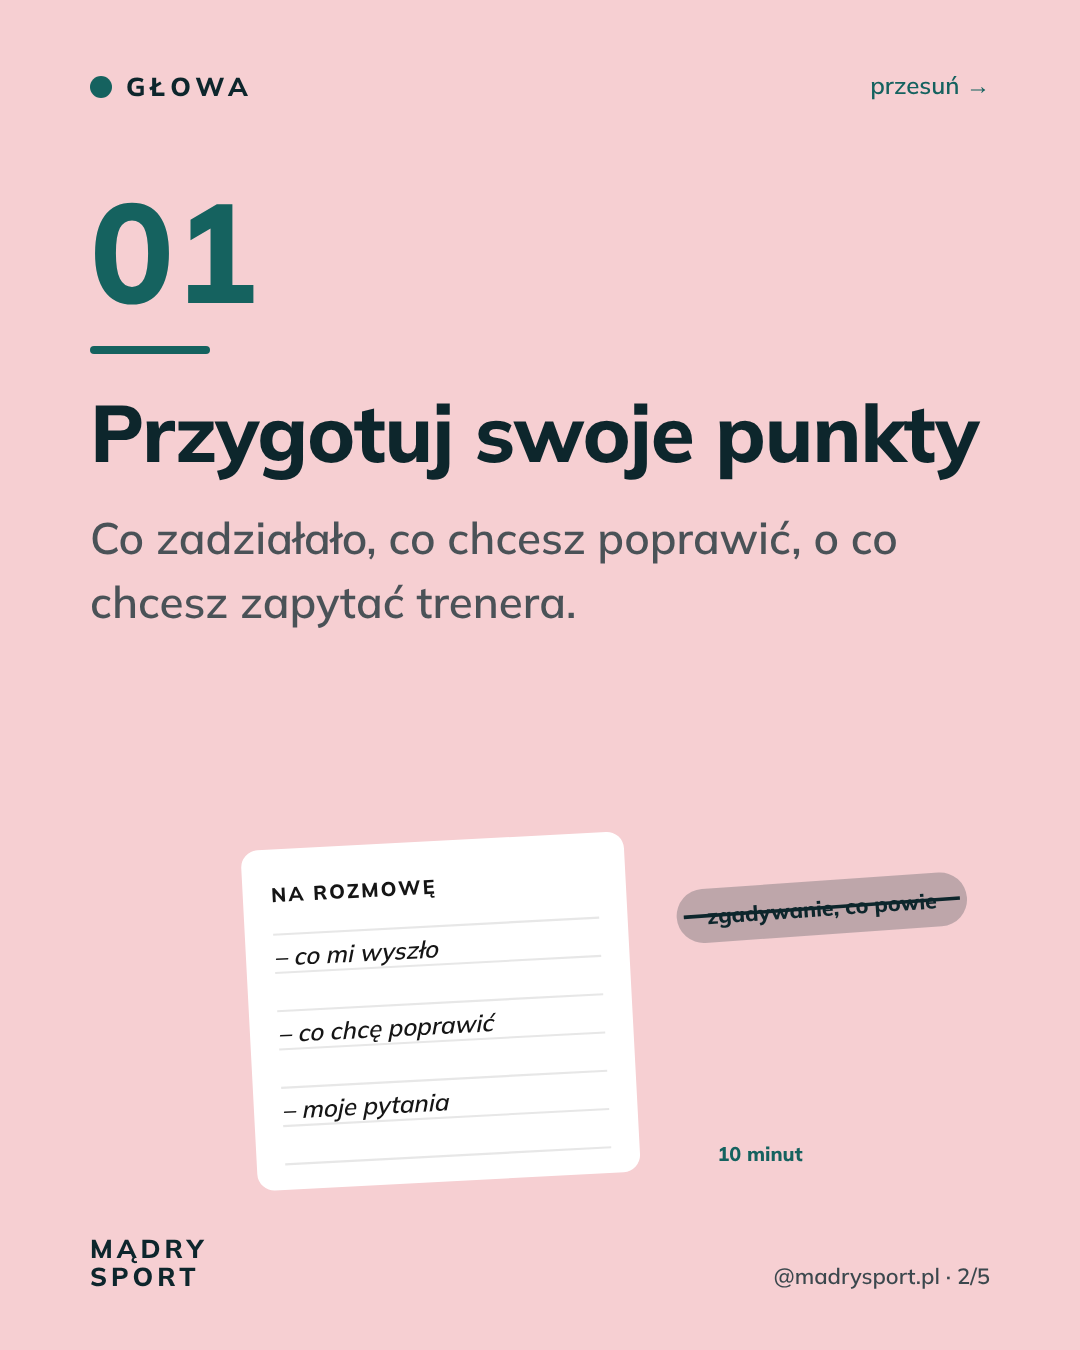 GŁOWA
przesuń →
01
Przygotuj swoje punkty
Co zadziałało, co chcesz poprawić, o co
chcesz zapytać trenera.
NA ROZMOWĘ
– co mi wyszło
– co chcę poprawić
– moje pytania
zgadywanie, co powie
10 minut
MĄDRY
SPORT
@madrysport.pl · 2/5